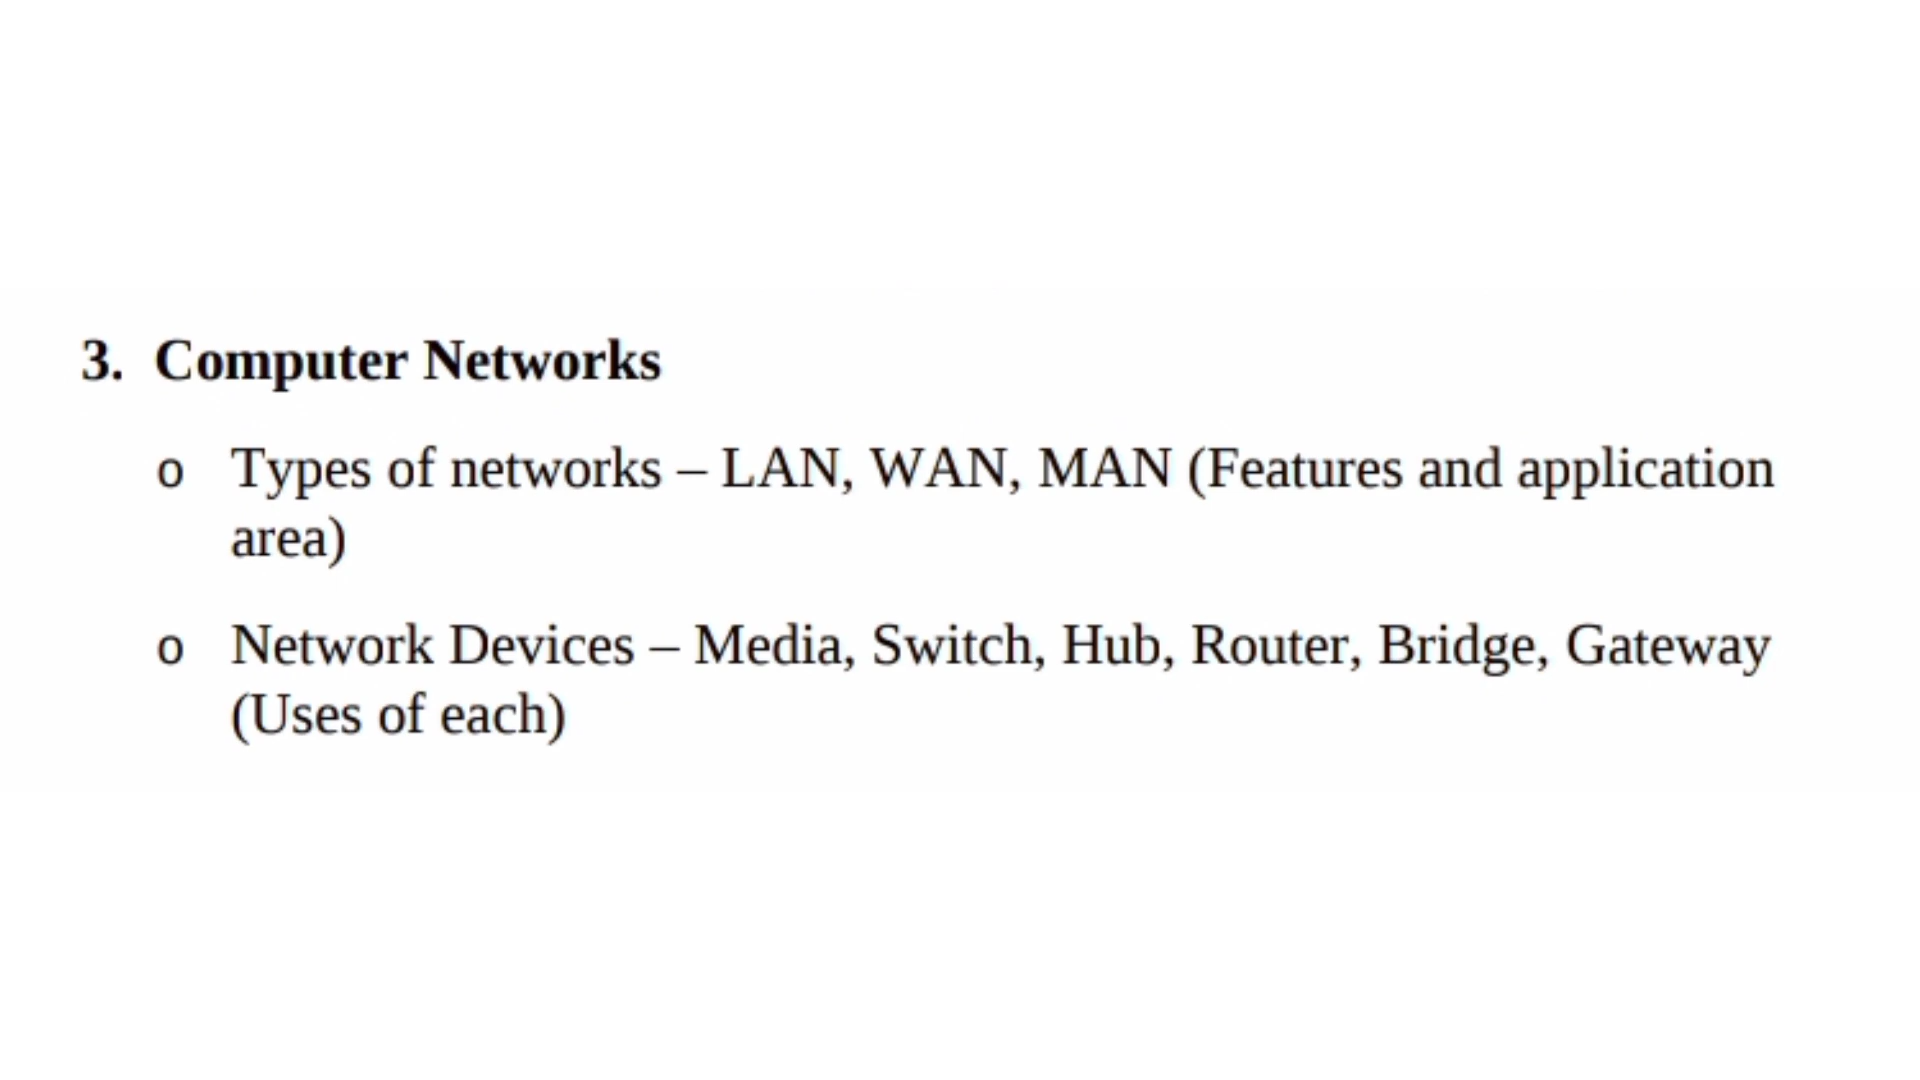 3. Computer Networks
o Types of networks – LAN, WAN, MAN (Features and application
area)
o Network Devices – Media, Switch, Hub, Router, Bridge, Gateway
(Uses of each)